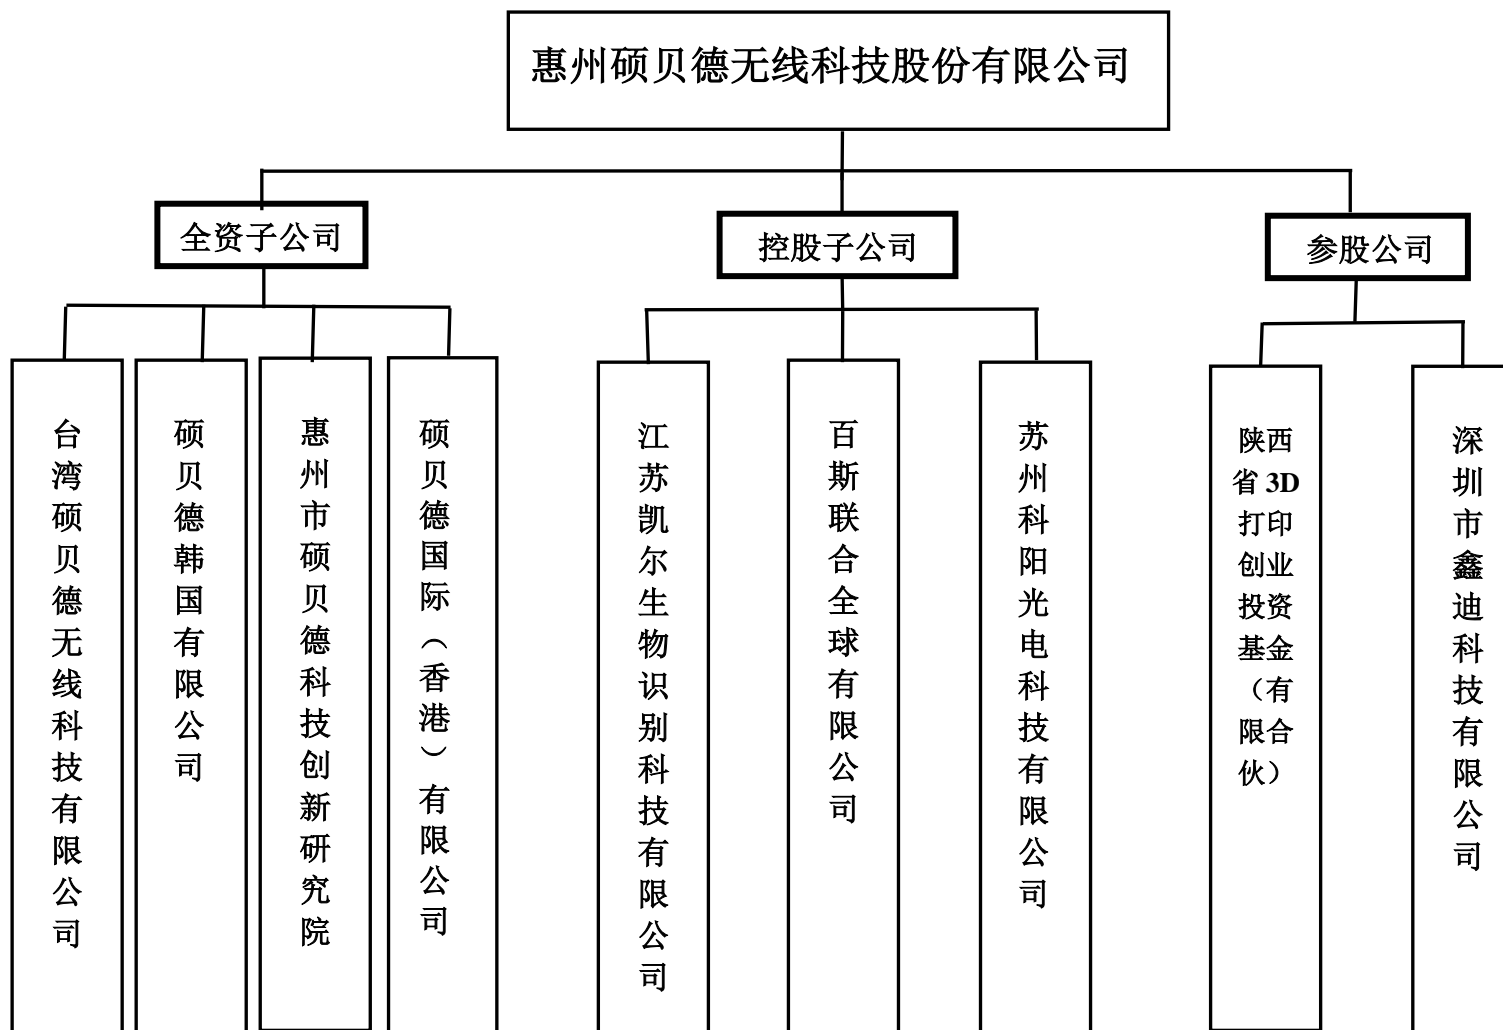 惠州硕贝德无线科技股份有限公司
全资子公司
控股子公司
参股公司
台湾硕贝德无线科技有限公司
硕贝德韩国有限公司
惠州市硕贝德科技创新研究院
硕贝德国际（香港）有限公司
江苏凯尔生物识别科技有限公司
百斯联合全球有限公司
苏州科阳光电科技有限公司
陕西
省 3D
打印
创业
投资
基金
（有
限合
伙）
深圳市鑫迪科技有限公司